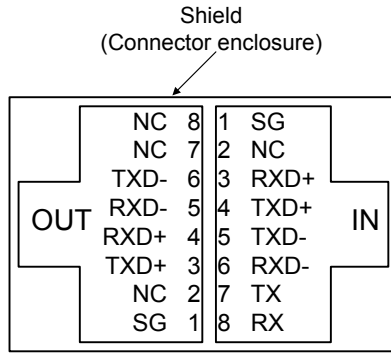 Shield
(Connector enclosure)
NC 8 1 SG
NC 7 2 NC
TXD- 6 3 RXD+
RXD- 5 4 TXD+
OUT IN
RXD+ 4 5 TXD-
TXD+ 3 6 RXD-
NC 2 7 TX
SG 1 8 RX